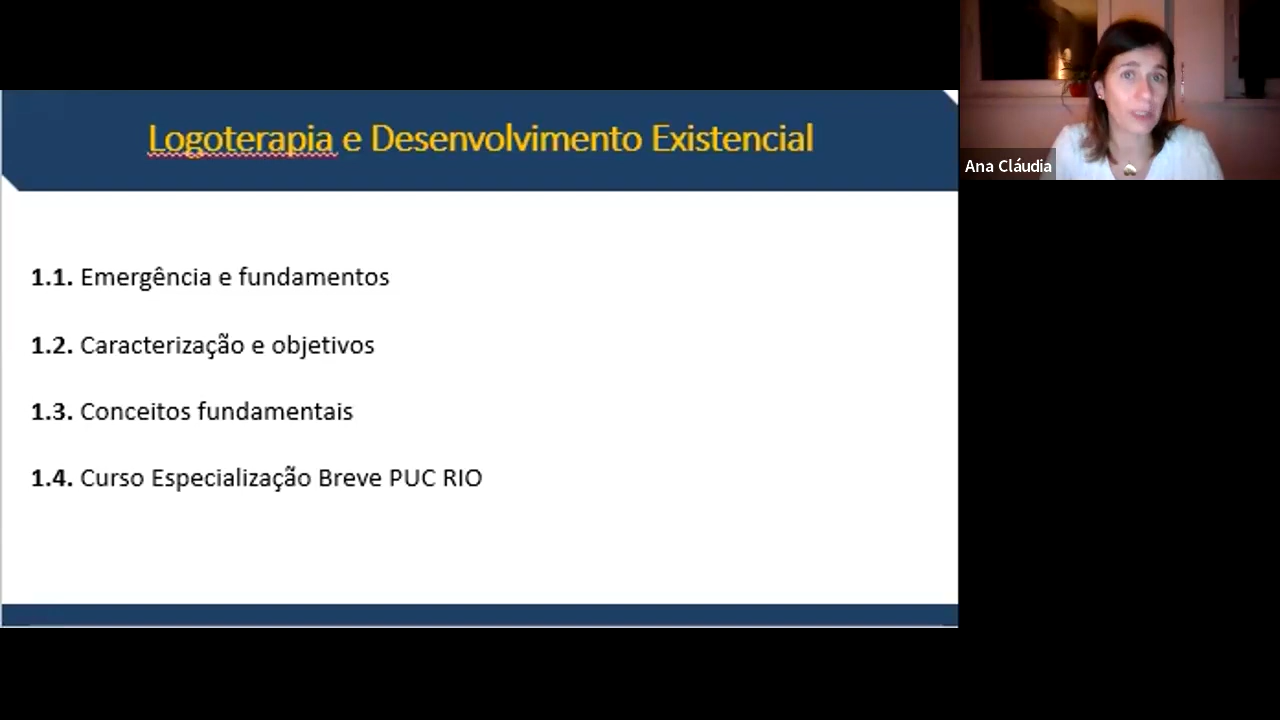 Logoterapia e Desenvolvimento Existencial
1.1. Emergência e fundamentos
1.2. Caracterização e objetivos
1.3. Conceitos fundamentais
1.4. Curso Especialização Breve PUC RIO
Ana Cláudia